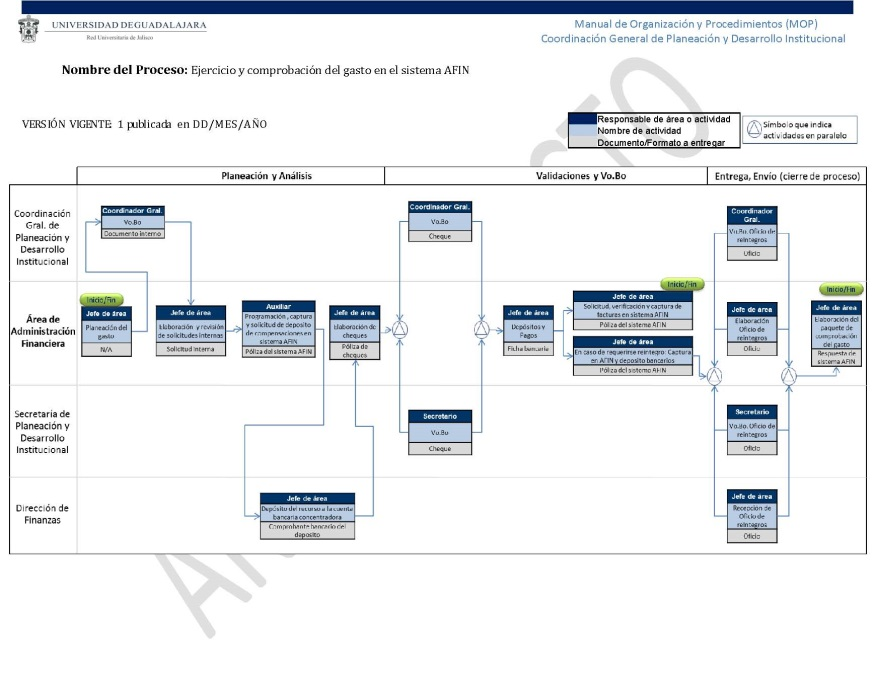 UNIVERSIDAD DE GUADALAJARA
Red Universitaria de Jalisco
Manual de Organización y Procedimientos (MOP)
Coordinación General de Planeación y Desarrollo Institucional
Nombre del Proceso: Ejercicio y comprobación del gasto en el sistema AFIN
VERSIÓN VIGENTE: 1 publicada en DD/MES/AÑO
Responsable de área o actividad
Nombre de actividad
Documento/Formato a entregar
Símbolo que indica
actividades en paralelo
Planeación y Análisis
Validaciones y Vo.Bo
Entrega, Envío (cierre de proceso)
Coordinación
Gral. de
Planeación y
Desarrollo
Institucional
Coordinador Gral.
Vo.Bo
Documento interno
Coordinador Gral.
Vo.Bo
Cheque
Coordinador
Gral.
Vo.Bo. Oficio de
reintegros
Oficio
Área de
Administración
Financiera
Inicio/Fin
Jefe de área
Planeación del
gasto
N/A
Jefe de área
Elaboración y revisión
de solicitudes internas
Solicitud Interna
Auxiliar
Programación, captura
y solicitud de deposito
de compensaciones en
sistema AFIN
Póliza del sistema AFIN
Jefe de área
Elaboración de
cheques
Póliza de
cheques
Jefe de área
Depósitos y
Pagos
Ficha bancaria
Inicio/Fin
Jefe de área
Solicitud, verificación y captura de
facturas en sistema AFIN
Póliza del sistema AFIN
Jefe de área
En caso de requerirse reintegro: Captura
en AFIN y deposito bancarios
Póliza del sistema AFIN
Jefe de área
Elaboración
Oficio de
reintegros
Oficio
Inicio/Fin
Jefe de área
Elaboración del
paquete de
comprobación
del gasto
Respuesta de
sistema AFIN
Secretaría de
Planeación y
Desarrollo
Institucional
Secretario
Vo.Bo
Cheque
Secretario
Vo.Bo. Oficio de
reintegros
Oficio
Dirección de
Finanzas
Jefe de área
Depósito del recurso a la cuenta
bancaria concentradora
Comprobante bancario del
deposito
Jefe de área
Recepción de
Oficio de
reintegros
Oficio